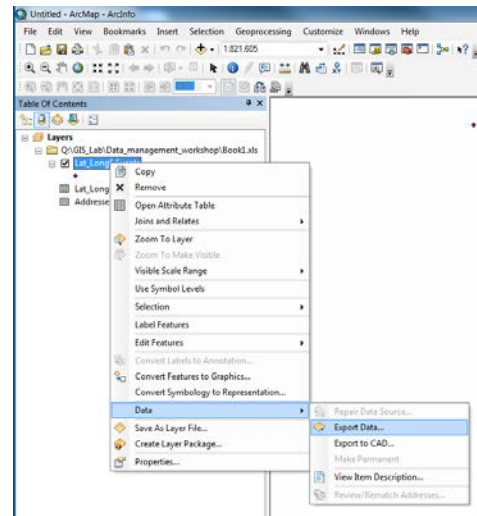 Untitled - ArcMap - ArcInfo
File Edit View Bookmarks Insert Selection Geoprocessing Customize Windows Help
1:821,605
Table Of Contents
Layers
Q:\GIS_Lab\Data_management_workshop\Book1.xls
Lat_Long
Lat_Long
Addresse
Copy
Remove
Open Attribute Table
Joins and Relates
Zoom To Layer
Zoom To Make Visible
Visible Scale Range
Use Symbol Levels
Selection
Label Features
Edit Features
Convert Labels to Annotation...
Convert Features to Graphics...
Convert Symbology to Representation...
Data
Save As Layer File...
Create Layer Package...
Properties...
Repair Data Source...
Export Data...
Export to CAD...
Make Permanent
View Item Description...
Review/Rematch Addresses...